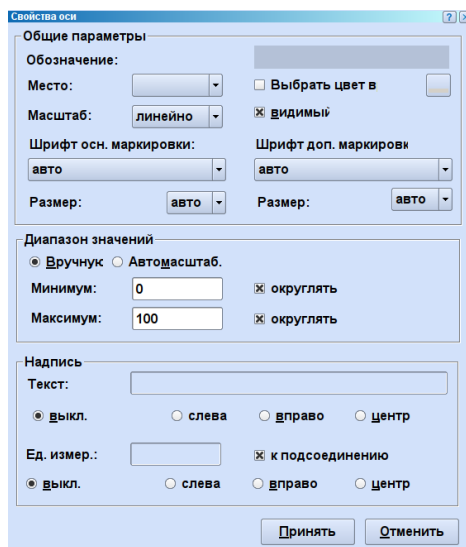 Свойства оси
Общие параметры
Обозначение:
Место: Выбрать цвет в
Масштаб: линейно видимый
Шрифт осн. маркировки: Шрифт доп. маркировк
авто авто
Размер: авто Размер: авто
Диапазон значений
Вручнук Автомасштаб.
Минимум: 0 округлять
Максимум: 100 округлять
Надпись
Текст:
выкл. слева вправо центр
Ед. измер.: к подсоединению
выкл. слева вправо центр
Принять Отменить